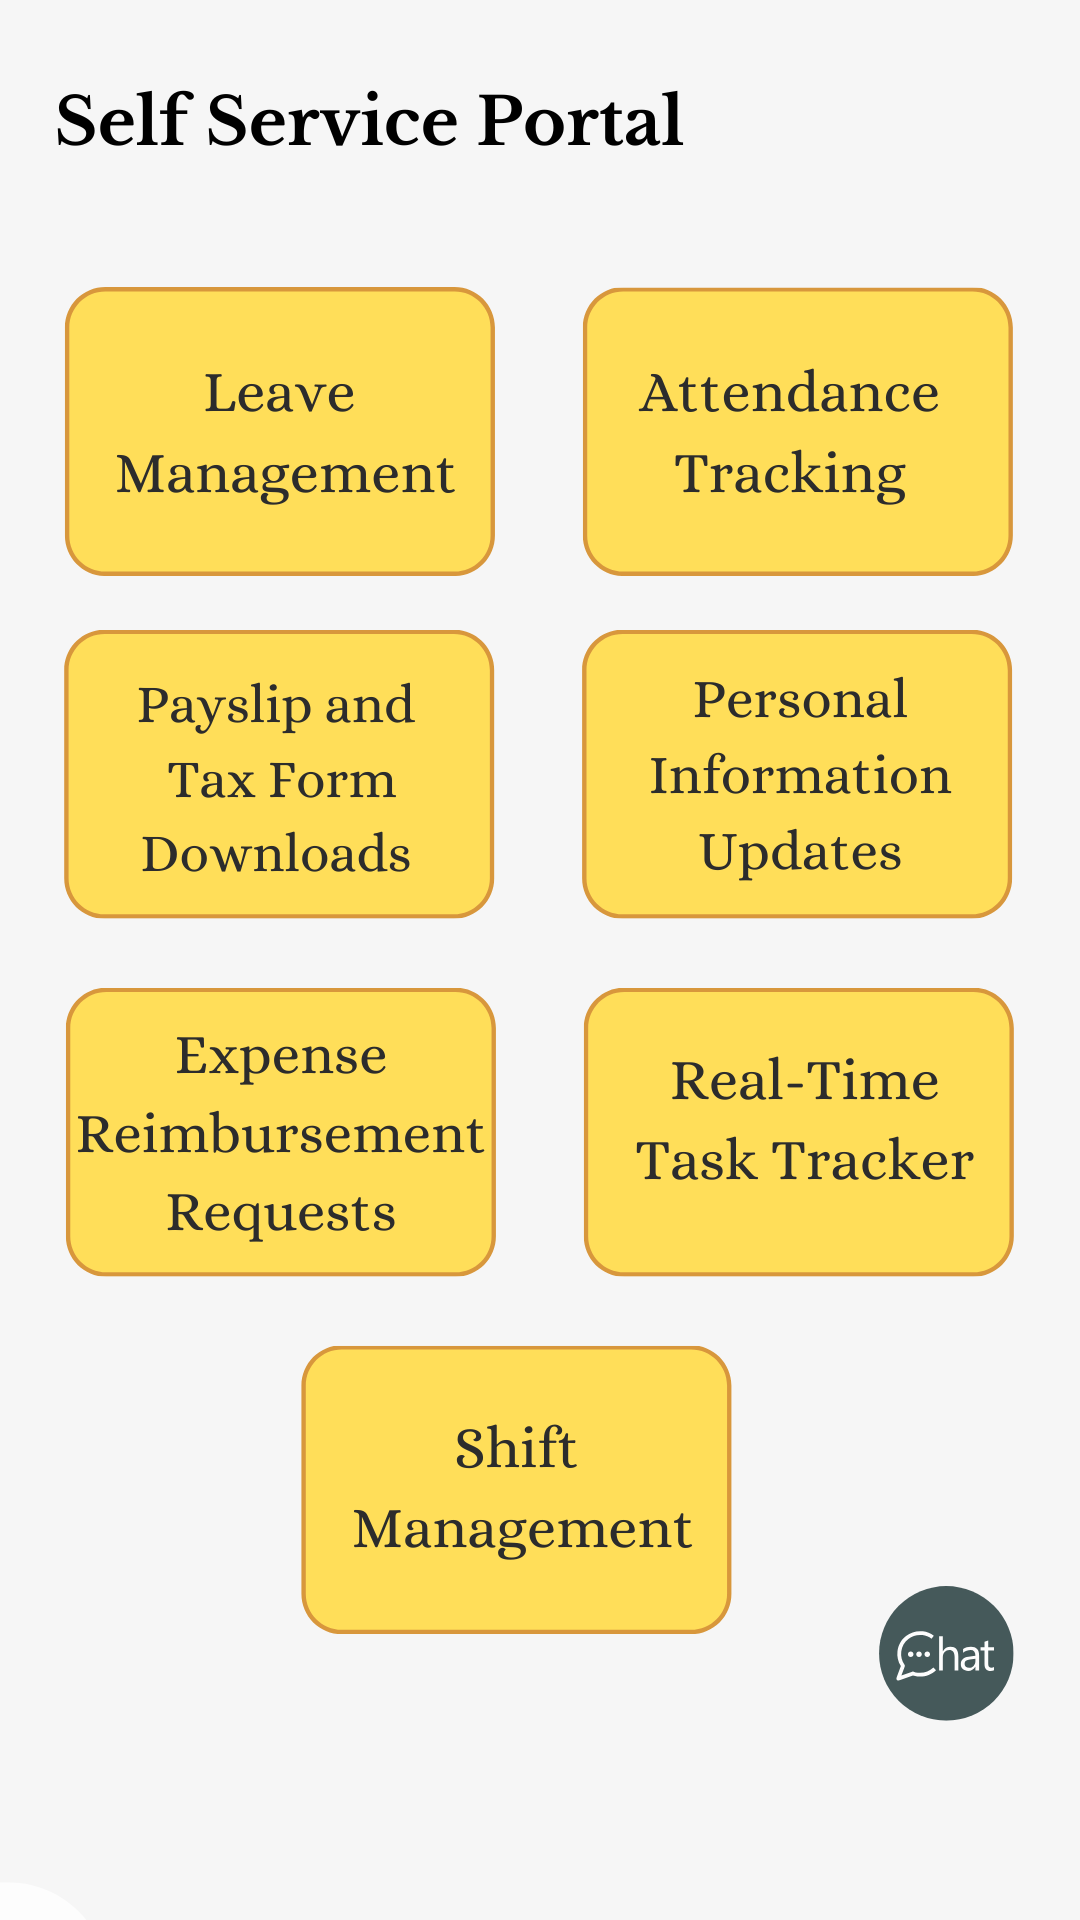 Self Service Portal
Leave
Management
Attendance
Tracking
Payslip and
Tax Form
Downloads
Personal
Information
Updates
Expense
Reimbursement
Requests
Real-Time
Task Tracker
Shift
Management
Chat